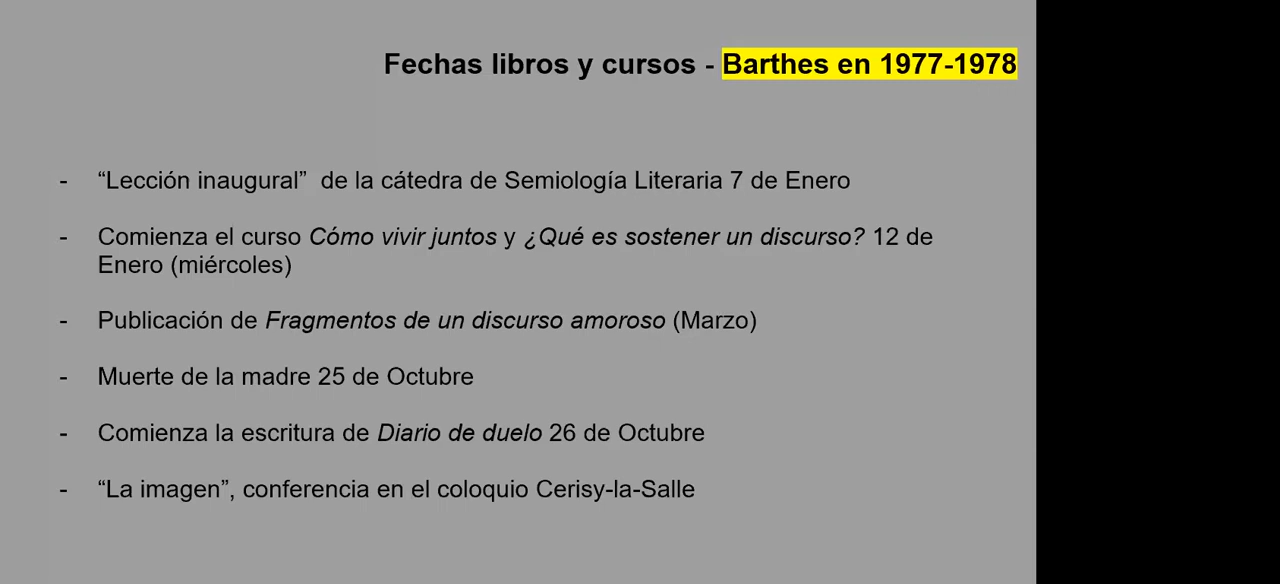 Fechas libros y cursos - Barthes en 1977-1978
- “Lección inaugural” de la cátedra de Semiología Literaria 7 de Enero
- Comienza el curso Cómo vivir juntos y ¿Qué es sostener un discurso? 12 de
Enero (miércoles)
- Publicación de Fragmentos de un discurso amoroso (Marzo)
- Muerte de la madre 25 de Octubre
- Comienza la escritura de Diario de duelo 26 de Octubre
- “La imagen”, conferencia en el coloquio Cerisy-la-Salle